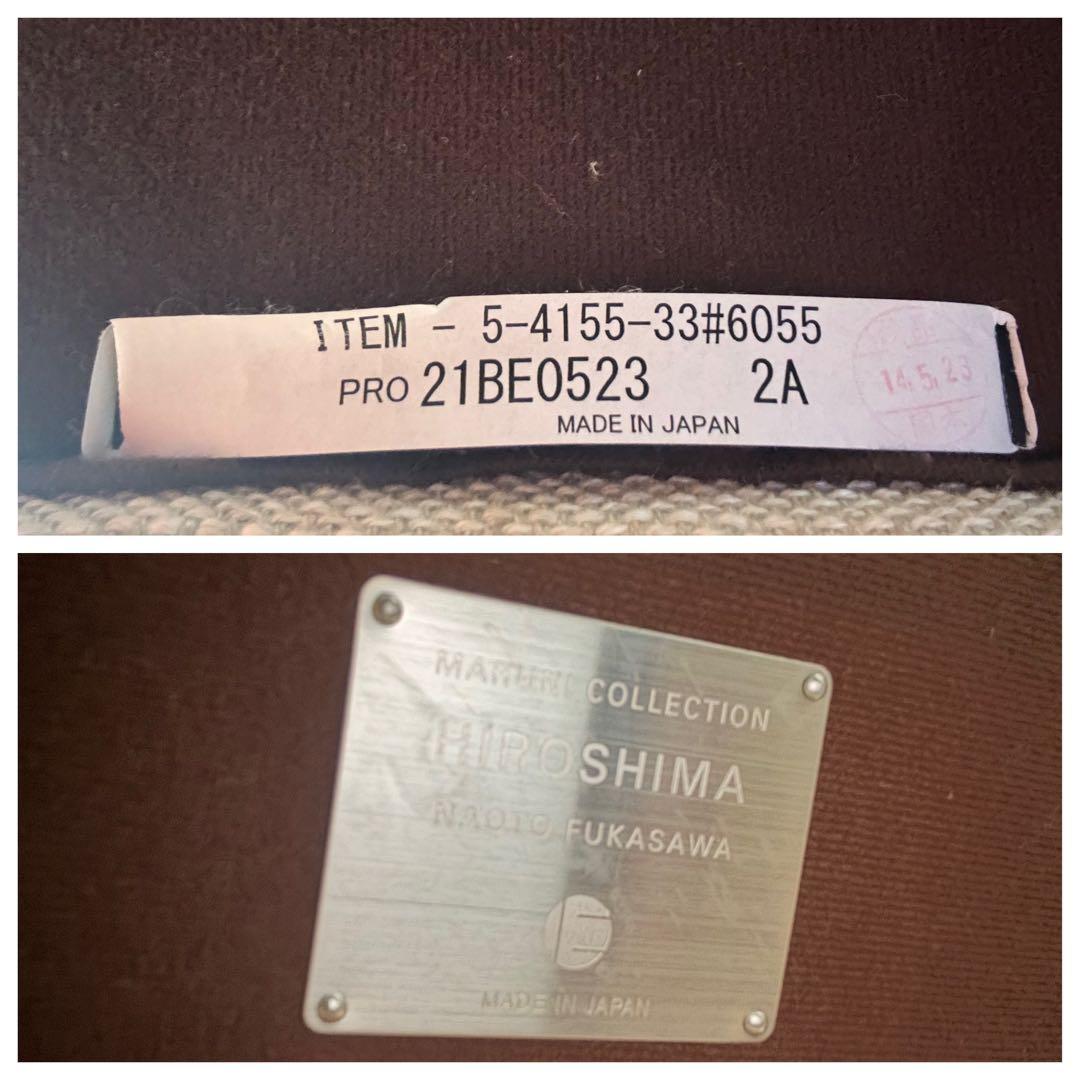 ITEM - 5-4155-33#6055
PRO 21BE0523 2A
14.5.23
MADE IN JAPAN
MARUNI COLLECTION
HIROSHIMA
NAOTO FUKASAWA
MADE IN JAPAN